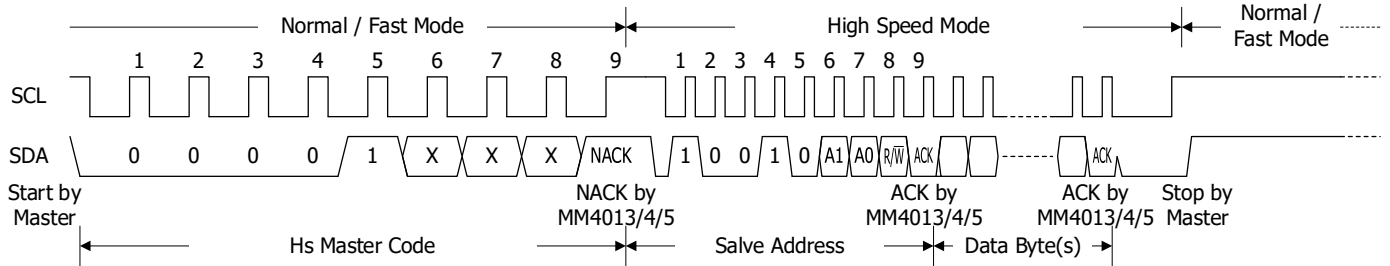 Normal / Fast Mode High Speed Mode Normal /
Fast Mode
1 2 3 4 5 6 7 8 9 1 2 3 4 5 6 7 8 9
SCL
SDA 0 0 0 0 1 X X X NACK 1 0 0 1 0 A1 A0 R/W̅ ACK ACK
Start by Master
NACK by MM4013/4/5
ACK by MM4013/4/5
ACK by MM4013/4/5
Stop by Master
Hs Master Code Salve Address Data Byte(s)